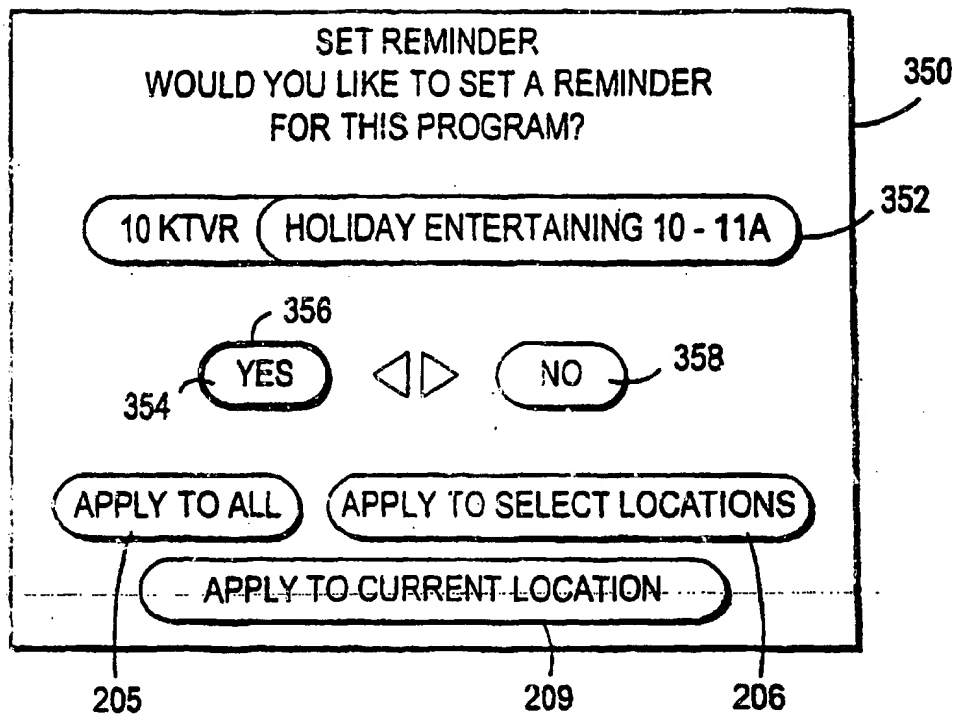 SET REMINDER
WOULD YOU LIKE TO SET A REMINDER
FOR THIS PROGRAM?
350
10 KTVR HOLIDAY ENTERTAINING 10 - 11A
352
356
YES NO
354
358
APPLY TO ALL APPLY TO SELECT LOCATIONS
APPLY TO CURRENT LOCATION
205 209 206